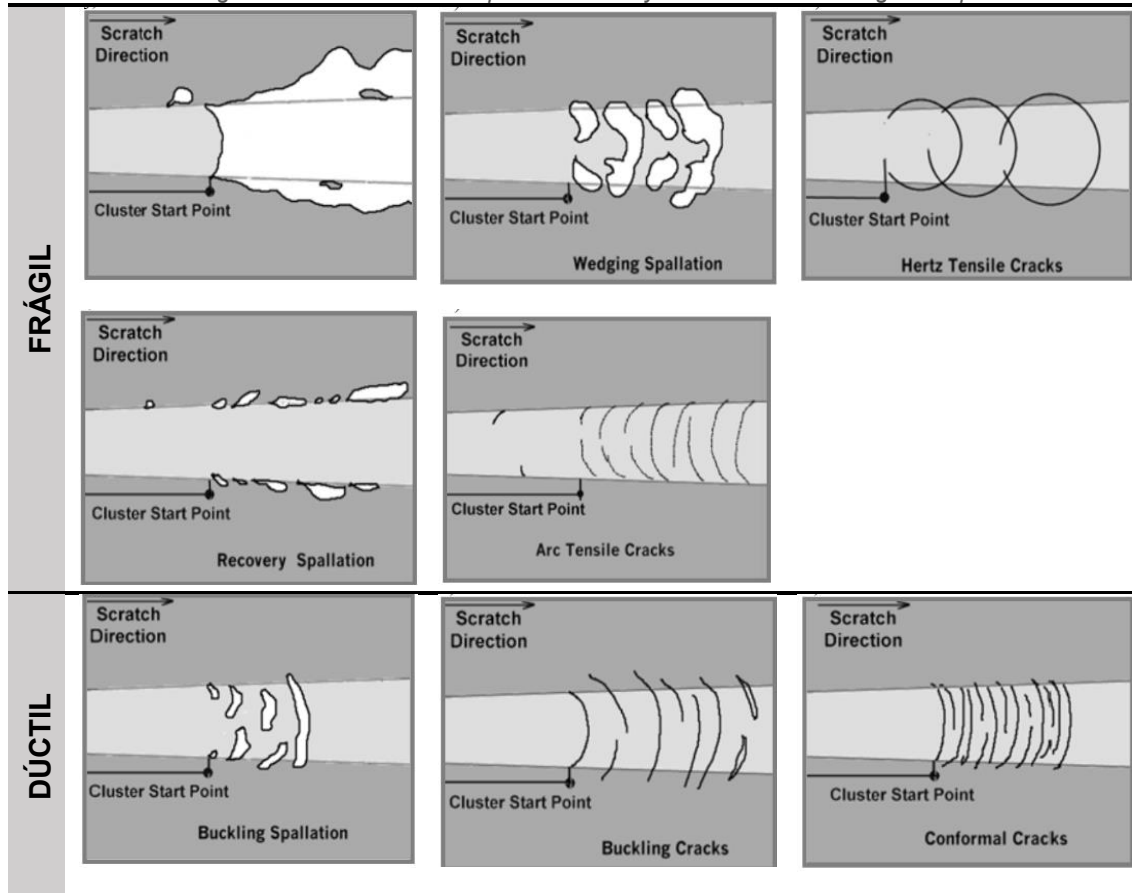 Scratch
Direction
Cluster Start Point
Scratch
Direction
Cluster Start Point
Wedging Spallation
Scratch
Direction
Cluster Start Point
Hertz Tensile Cracks
FRÁGIL
Scratch
Direction
Cluster Start Point
Recovery Spallation
Scratch
Direction
Cluster Start Point
Arc Tensile Cracks
DÚCTIL
Scratch
Direction
Cluster Start Point
Buckling Spallation
Scratch
Direction
Cluster Start Point
Buckling Cracks
Scratch
Direction
Cluster Start Point
Conformal Cracks